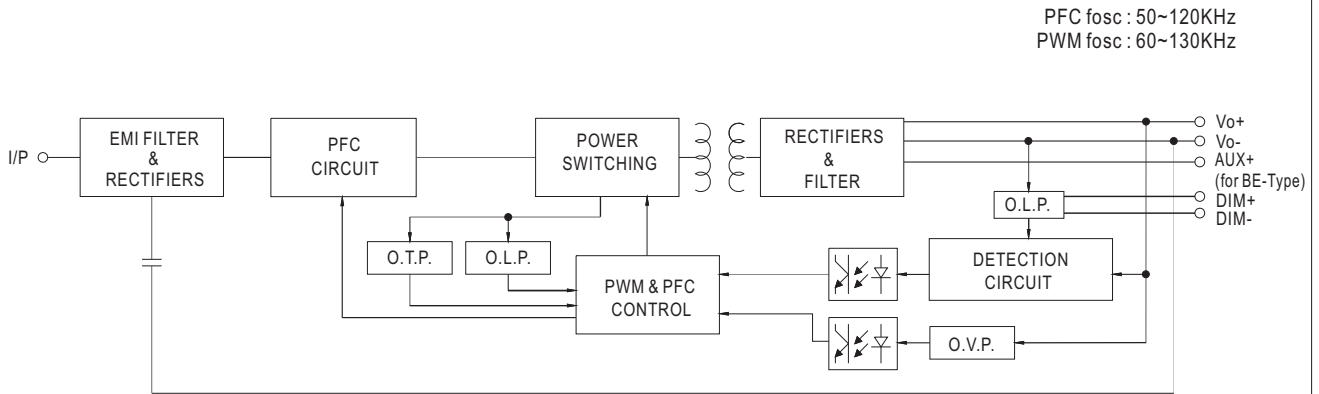 PFC fosc : 50~120KHz
PWM fosc : 60~130KHz
I/P
EMI FILTER
&
RECTIFIERS
PFC
CIRCUIT
POWER
SWITCHING
RECTIFIERS
&
FILTER
Vo+
Vo-
AUX+
(for BE-Type)
DIM+
DIM-
O.L.P.
O.T.P.
O.L.P.
PWM & PFC
CONTROL
DETECTION
CIRCUIT
O.V.P.